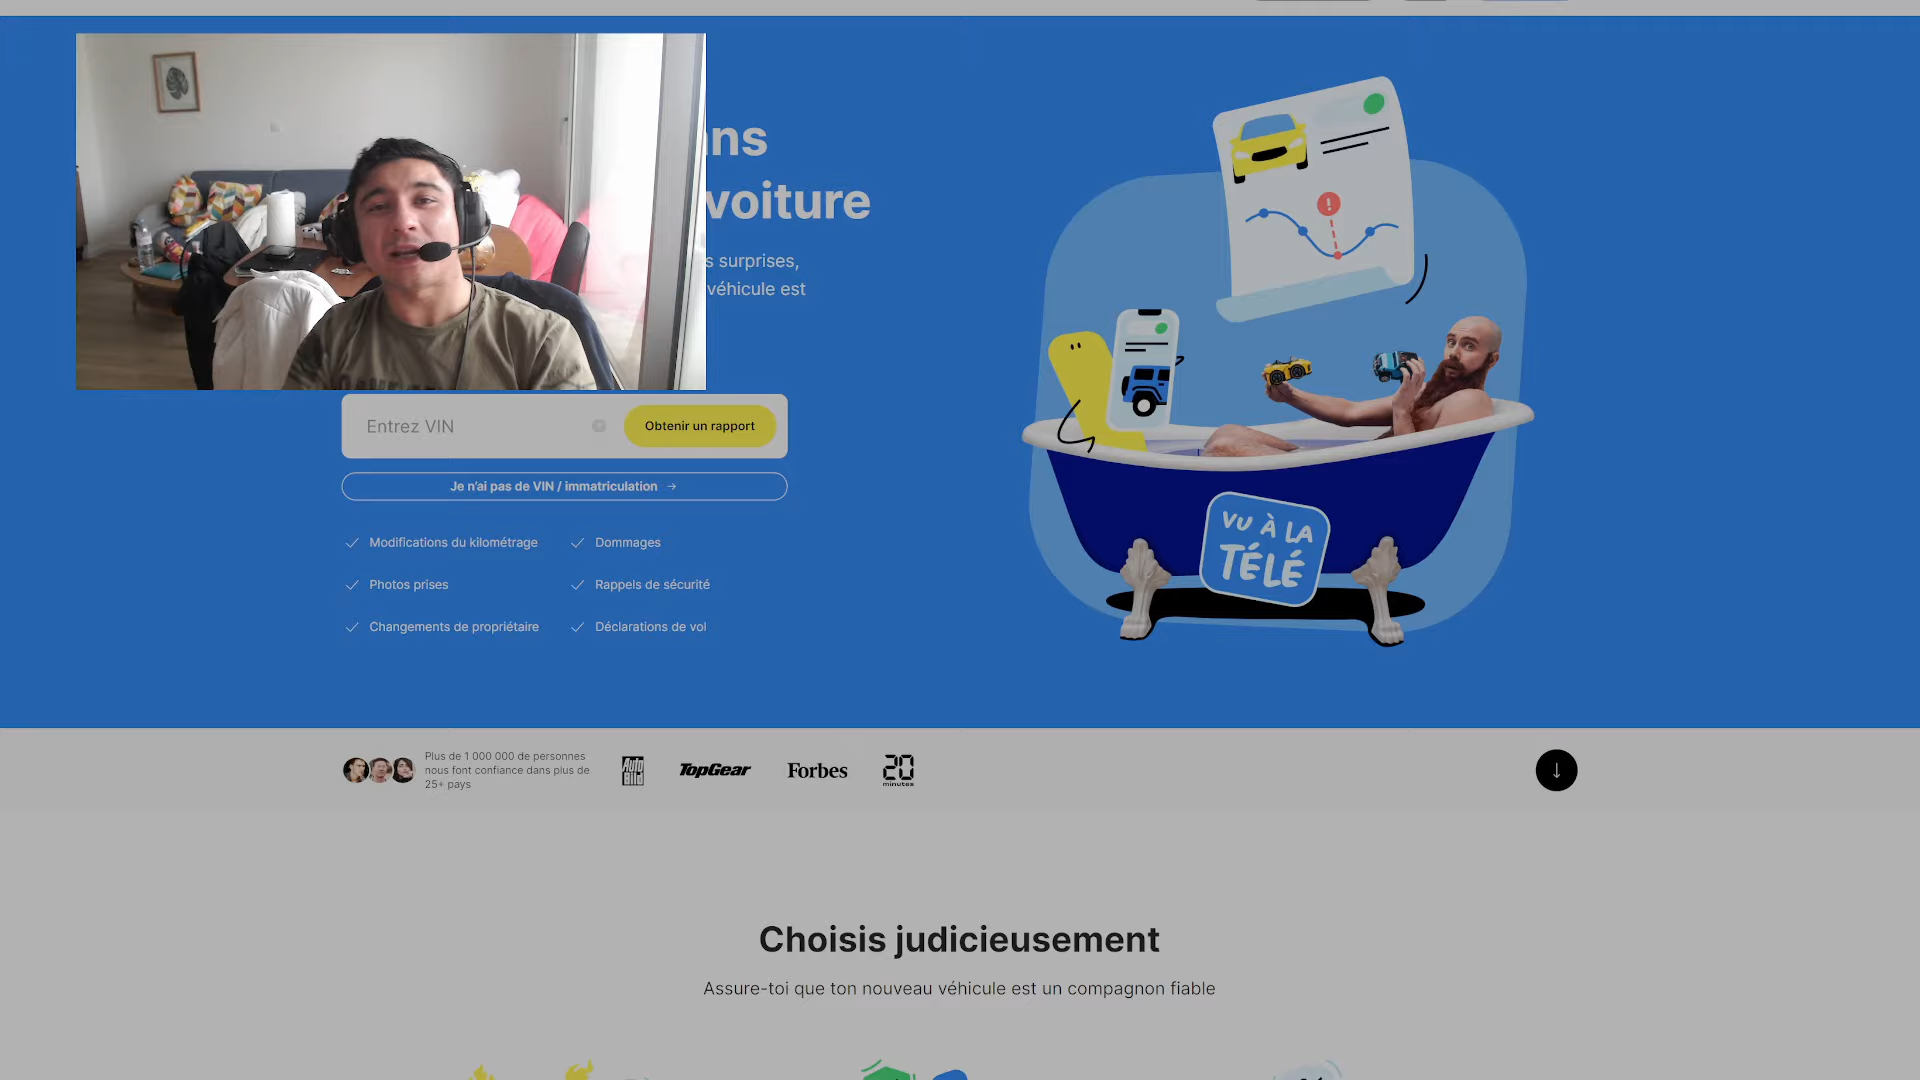 ns
voiture
s surprises,
véhicule est
Entrez VIN
Obtenir un rapport
Je n'ai pas de VIN / immatriculation →
Modifications du kilométrage
Dommages
Photos prises
Rappels de sécurité
Changements de propriétaire
Déclarations de vol
VU À LA
TÉLÉ
Plus de 1 000 000 de personnes
nous font confiance dans plus de
25+ pays
Auto
Bild
TopGear
Forbes
20
minutes
Choisis judicieusement
Assure-toi que ton nouveau véhicule est un compagnon fiable